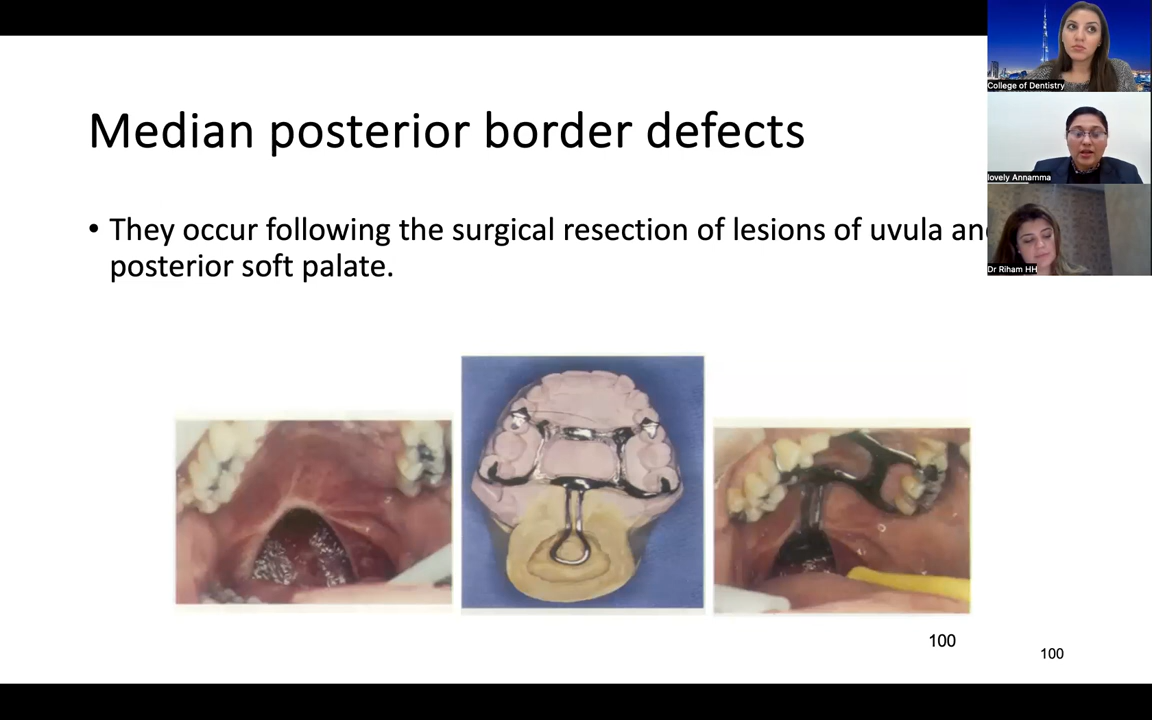 Median posterior border defects
• They occur following the surgical resection of lesions of uvula and
posterior soft palate.
100
100
College of Dentistry
lovely Annamma
Dr Riham HH